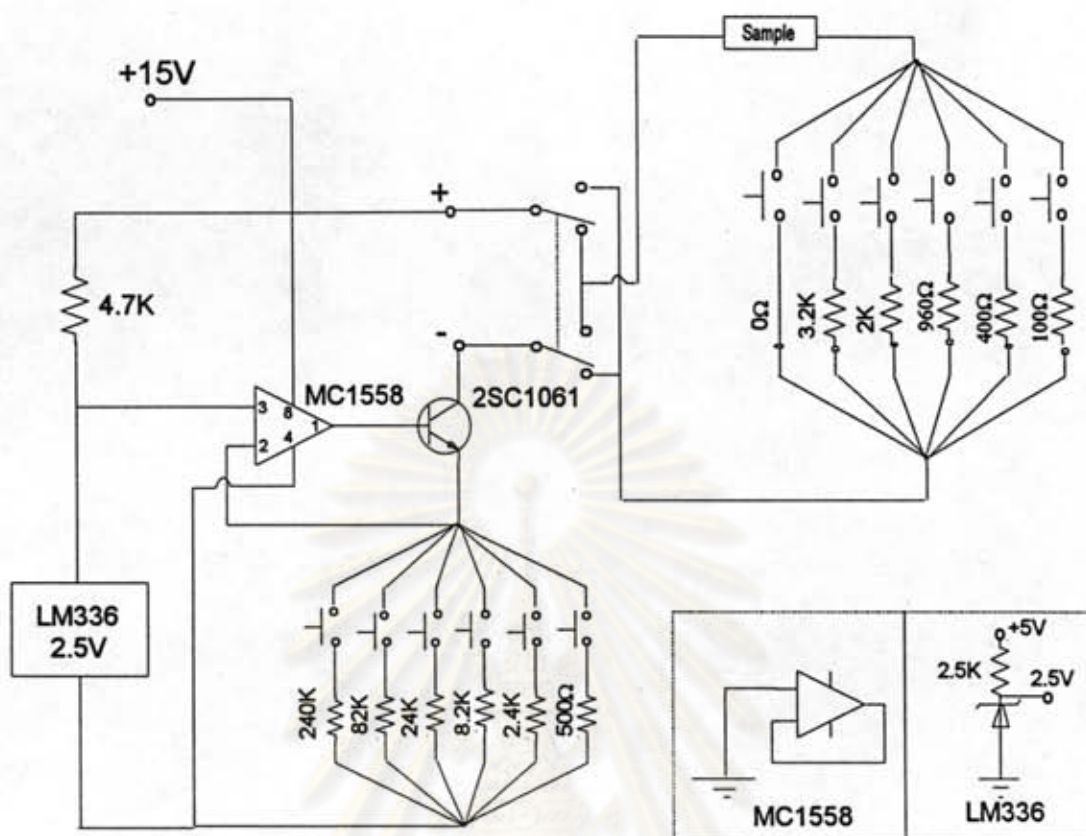 Sample
+15V
+
4.7K
0Ω
3.2K
2K
960Ω
400Ω
100Ω
-
MC1558
2SC1061
3
8
1
2
4
LM336
2.5V
240K
82K
24K
8.2K
2.4K
500Ω
+5V
2.5K
2.5V
MC1558
LM336